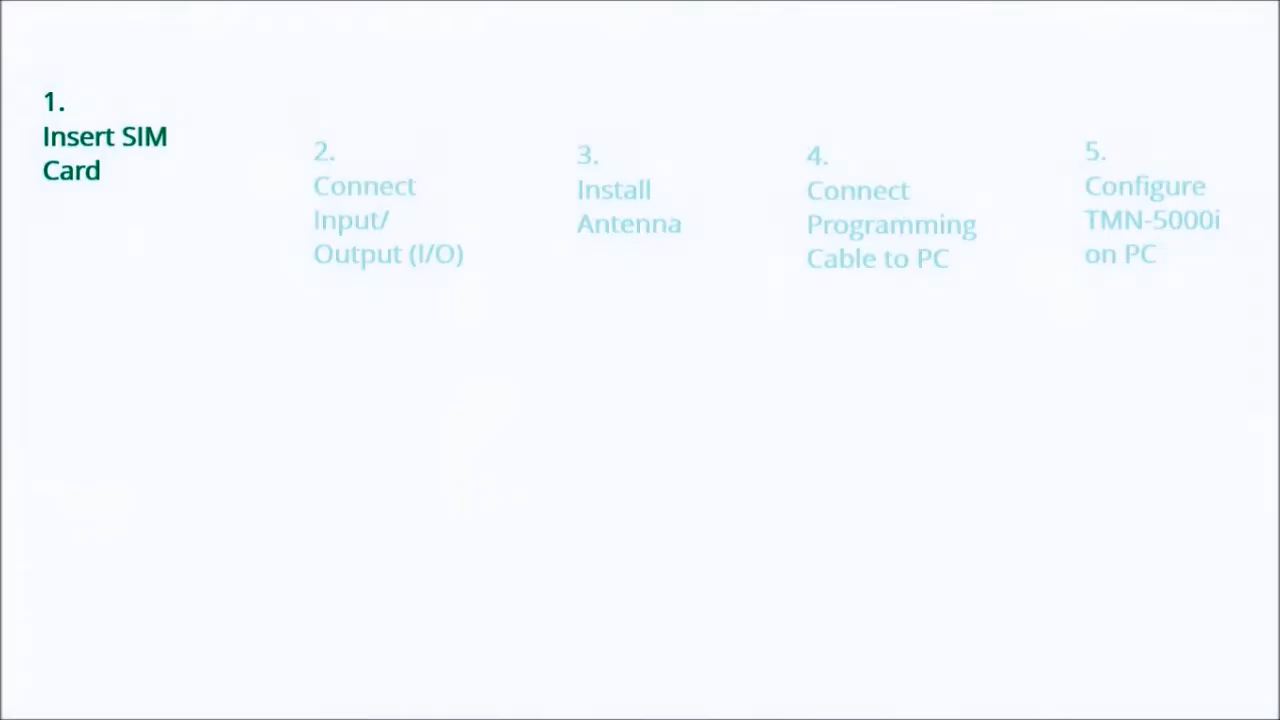 1.
Insert SIM
Card
2.
Connect
Input/
Output (I/O)
3.
Install
Antenna
4.
Connect
Programming
Cable to PC
5.
Configure
TMN-5000i
on PC